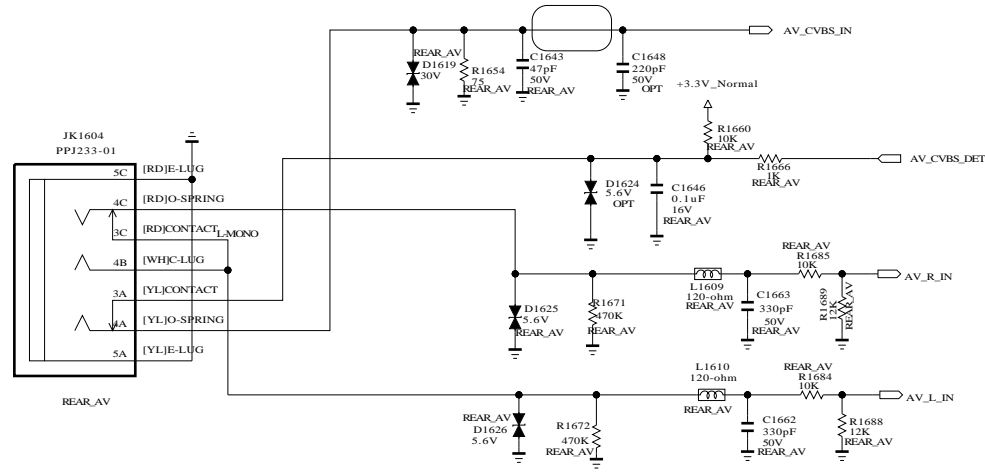 AV_CVBS_IN
REAR_AV
D1619
30V
R1654
75
REAR_AV
C1643
47pF
50V
REAR_AV
C1648
220pF
50V
OPT
+3.3V_Normal
R1660
10K
REAR_AV
AV_CVBS_DET
R1666
1K
REAR_AV
D1624
5.6V
OPT
C1646
0.1uF
16V
REAR_AV
JK1604
PPJ233-01
5C
[RD]E-LUG
4C
[RD]O-SPRING
3C
[RD]CONTACT
L-MONO
4B
[WH]C-LUG
3A
[YL]CONTACT
4A
[YL]O-SPRING
5A
[YL]E-LUG
REAR_AV
D1625
5.6V
REAR_AV
R1671
470K
REAR_AV
L1609
120-ohm
REAR_AV
C1663
330pF
50V
REAR_AV
REAR_AV
R1685
10K
AV_R_IN
R1689
12K
REAR_AV
REAR_AV
D1626
5.6V
R1672
470K
REAR_AV
L1610
120-ohm
REAR_AV
C1662
330pF
50V
REAR_AV
REAR_AV
R1684
10K
AV_L_IN
R1688
12K
REAR_AV